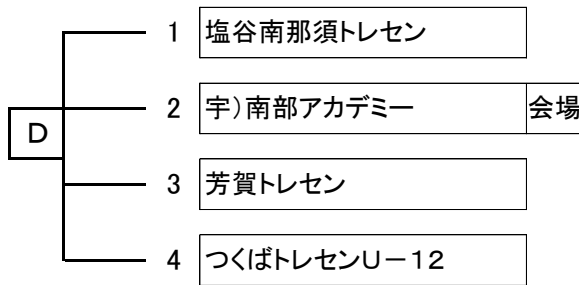 1 塩谷南那須トレセン
2 宇)南部アカデミー 会場
D
3 芳賀トレセン
4 つくばトレセンU-12